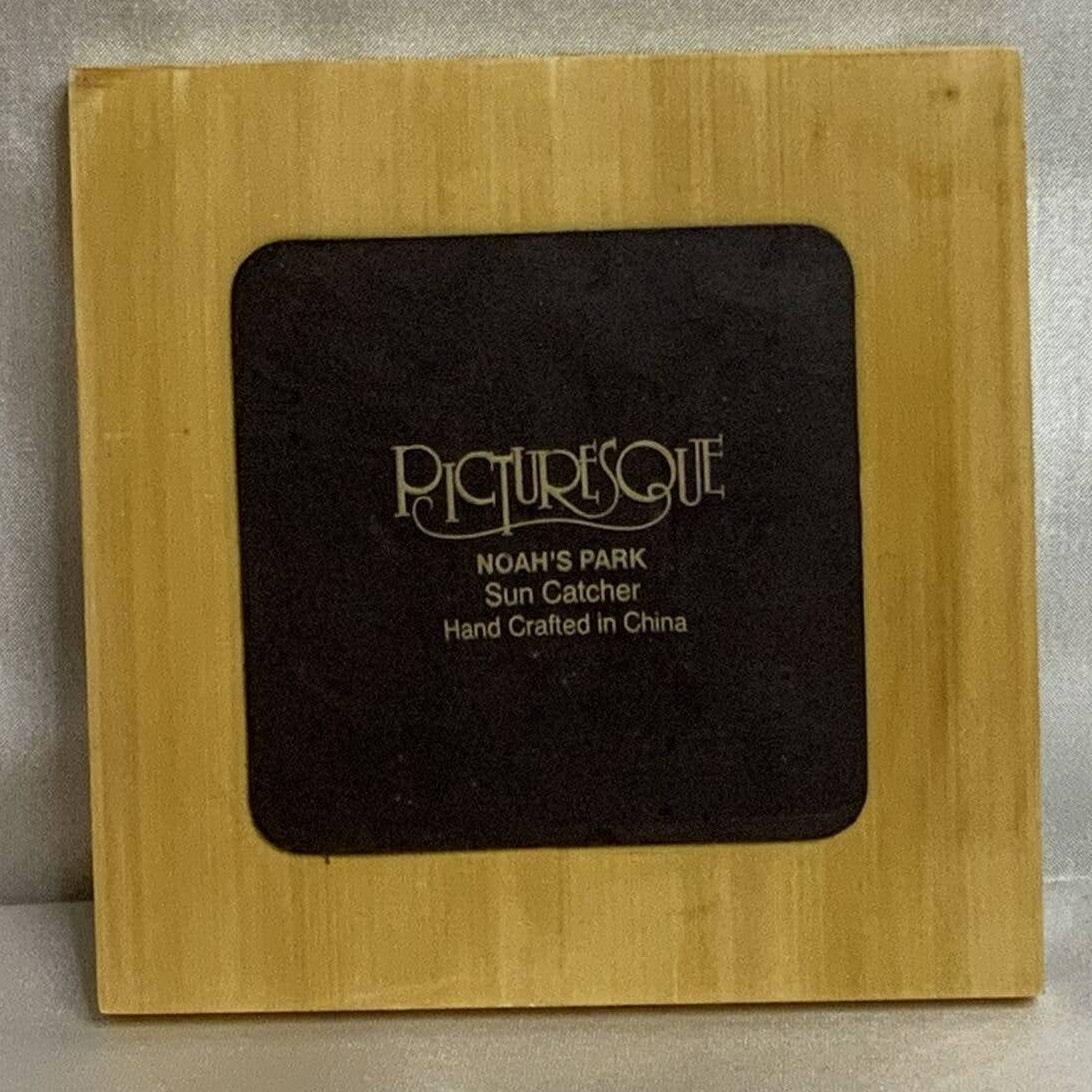 PICTURESQUE
NOAH'S PARK
Sun Catcher
Hand Crafted in China